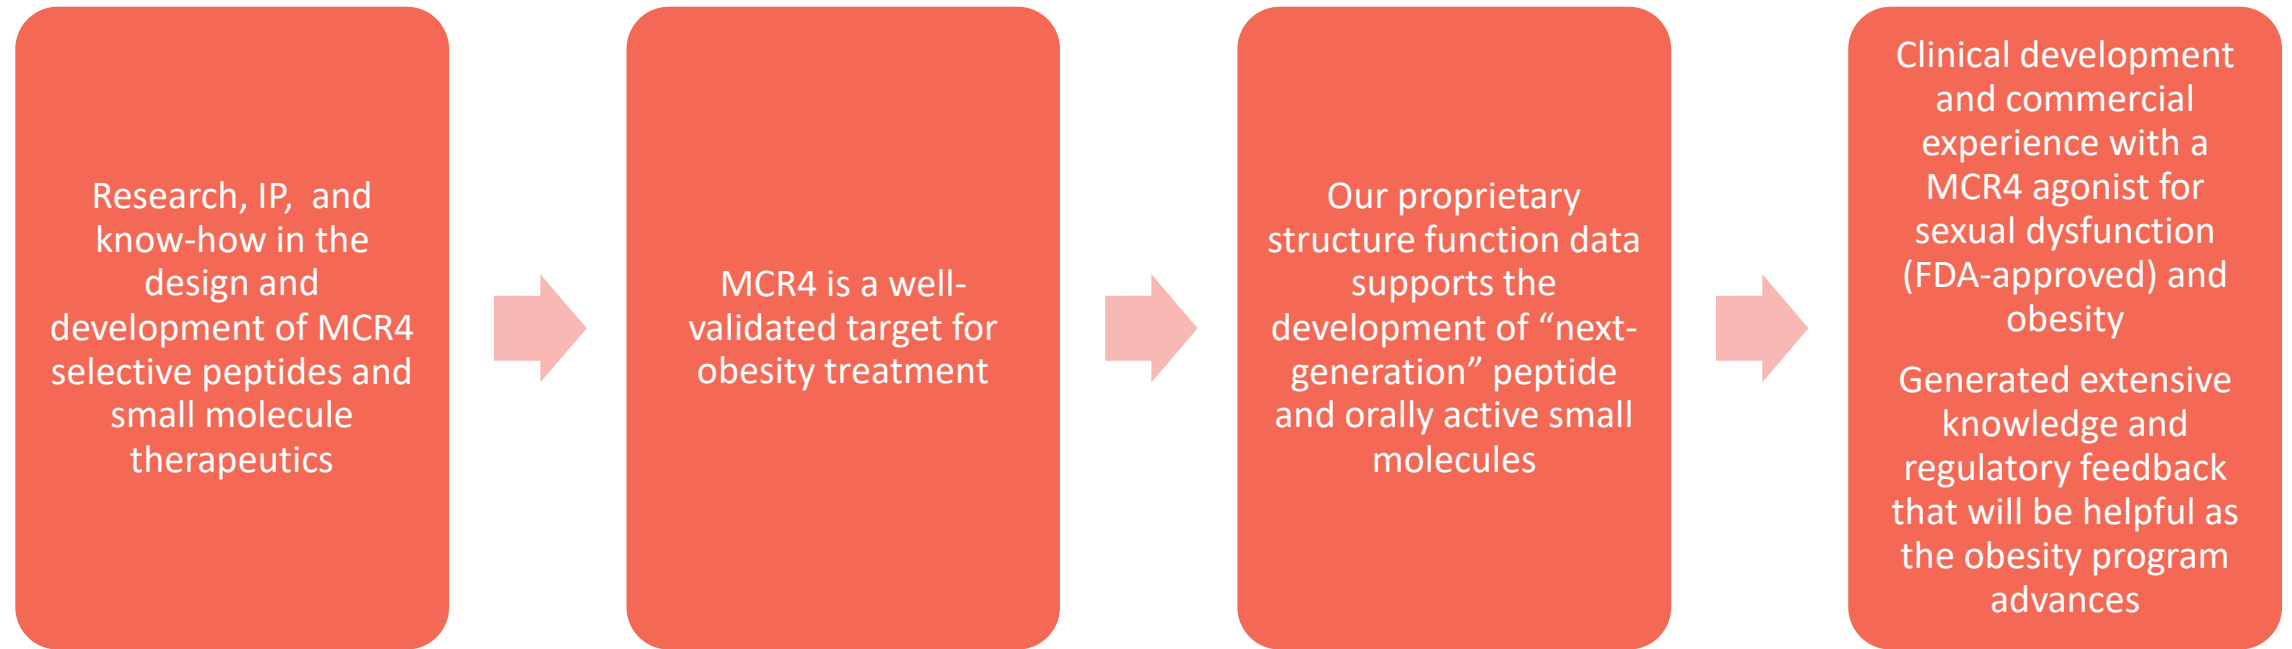 Research, IP,  and
know-how in the
design and
development of MCR4
selective peptides and
small molecule
therapeutics
MCR4 is a well-
validated target for
obesity treatment
Our proprietary
structure function data
supports the
development of “next-
generation” peptide
and orally active small
molecules
Clinical development
and commercial
experience with a
MCR4 agonist for
sexual dysfunction
(FDA-approved) and
obesity
Generated extensive
knowledge and
regulatory feedback
that will be helpful as
the obesity program
advances